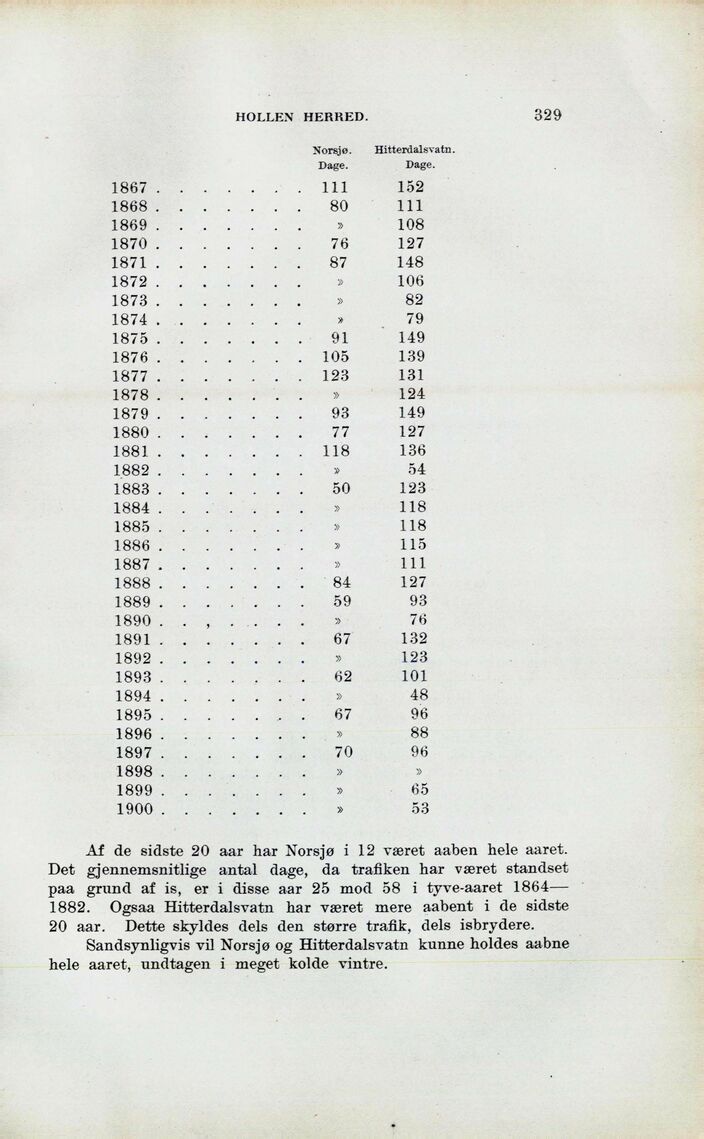 HOLLEN HERRED. 329
Norsjø. Hitterdalsvatn.
Dage. Dage.
1867 . . . . . . . 111 152
1868 . . . . . . . 80 111
1869 . . . . . . . » 108
1870 . . . . . . . 76 127
1871 . . . . . . . 87 148
1872 . . . . . . . » 106
1873 . . . . . . . » 82
1874 . . . . . . . » 79
1875 . . . . . . . 91 149
1876 . . . . . . . 105 139
1877 . . . . . . . 123 131
1878 . . . . . . . » 124
1879 . . . . . . . 93 149
1880 . . . . . . . 77 127
1881 . . . . . . . 118 136
1882 . . . . . . . » 54
1883 . . . . . . . 50 123
1884 . . . . . . . » 118
1885 . . . . . . . » 118
1886 . . . . . . . » 115
1887 . . . . . . . » 111
1888 . . . . . . . 84 127
1889 . . . . . . . 59 93
1890 . . , . . . . » 76
1891 . . . . . . . 67 132
1892 . . . . . . . » 123
1893 . . . . . . . 62 101
1894 . . . . . . . » 48
1895 . . . . . . . 67 96
1896 . . . . . . . » 88
1897 . . . . . . . 70 96
1898 . . . . . . . » »
1899 . . . . . . . » 65
1900 . . . . . . . » 53
Af de sidste 20 aar har Norsjø i 12 været aaben hele aaret.
Det gjennemsnitlige antal dage, da trafiken har været standset
paa grund af is, er i disse aar 25 mod 58 i tyve-aaret 1864—
1882. Ogsaa Hitterdalsvatn har været mere aabent i de sidste
20 aar. Dette skyldes dels den større trafik, dels isbrydere.
Sandsynligvis vil Norsjø og Hitterdalsvatn kunne holdes aabne
hele aaret, undtagen i meget kolde vintre.